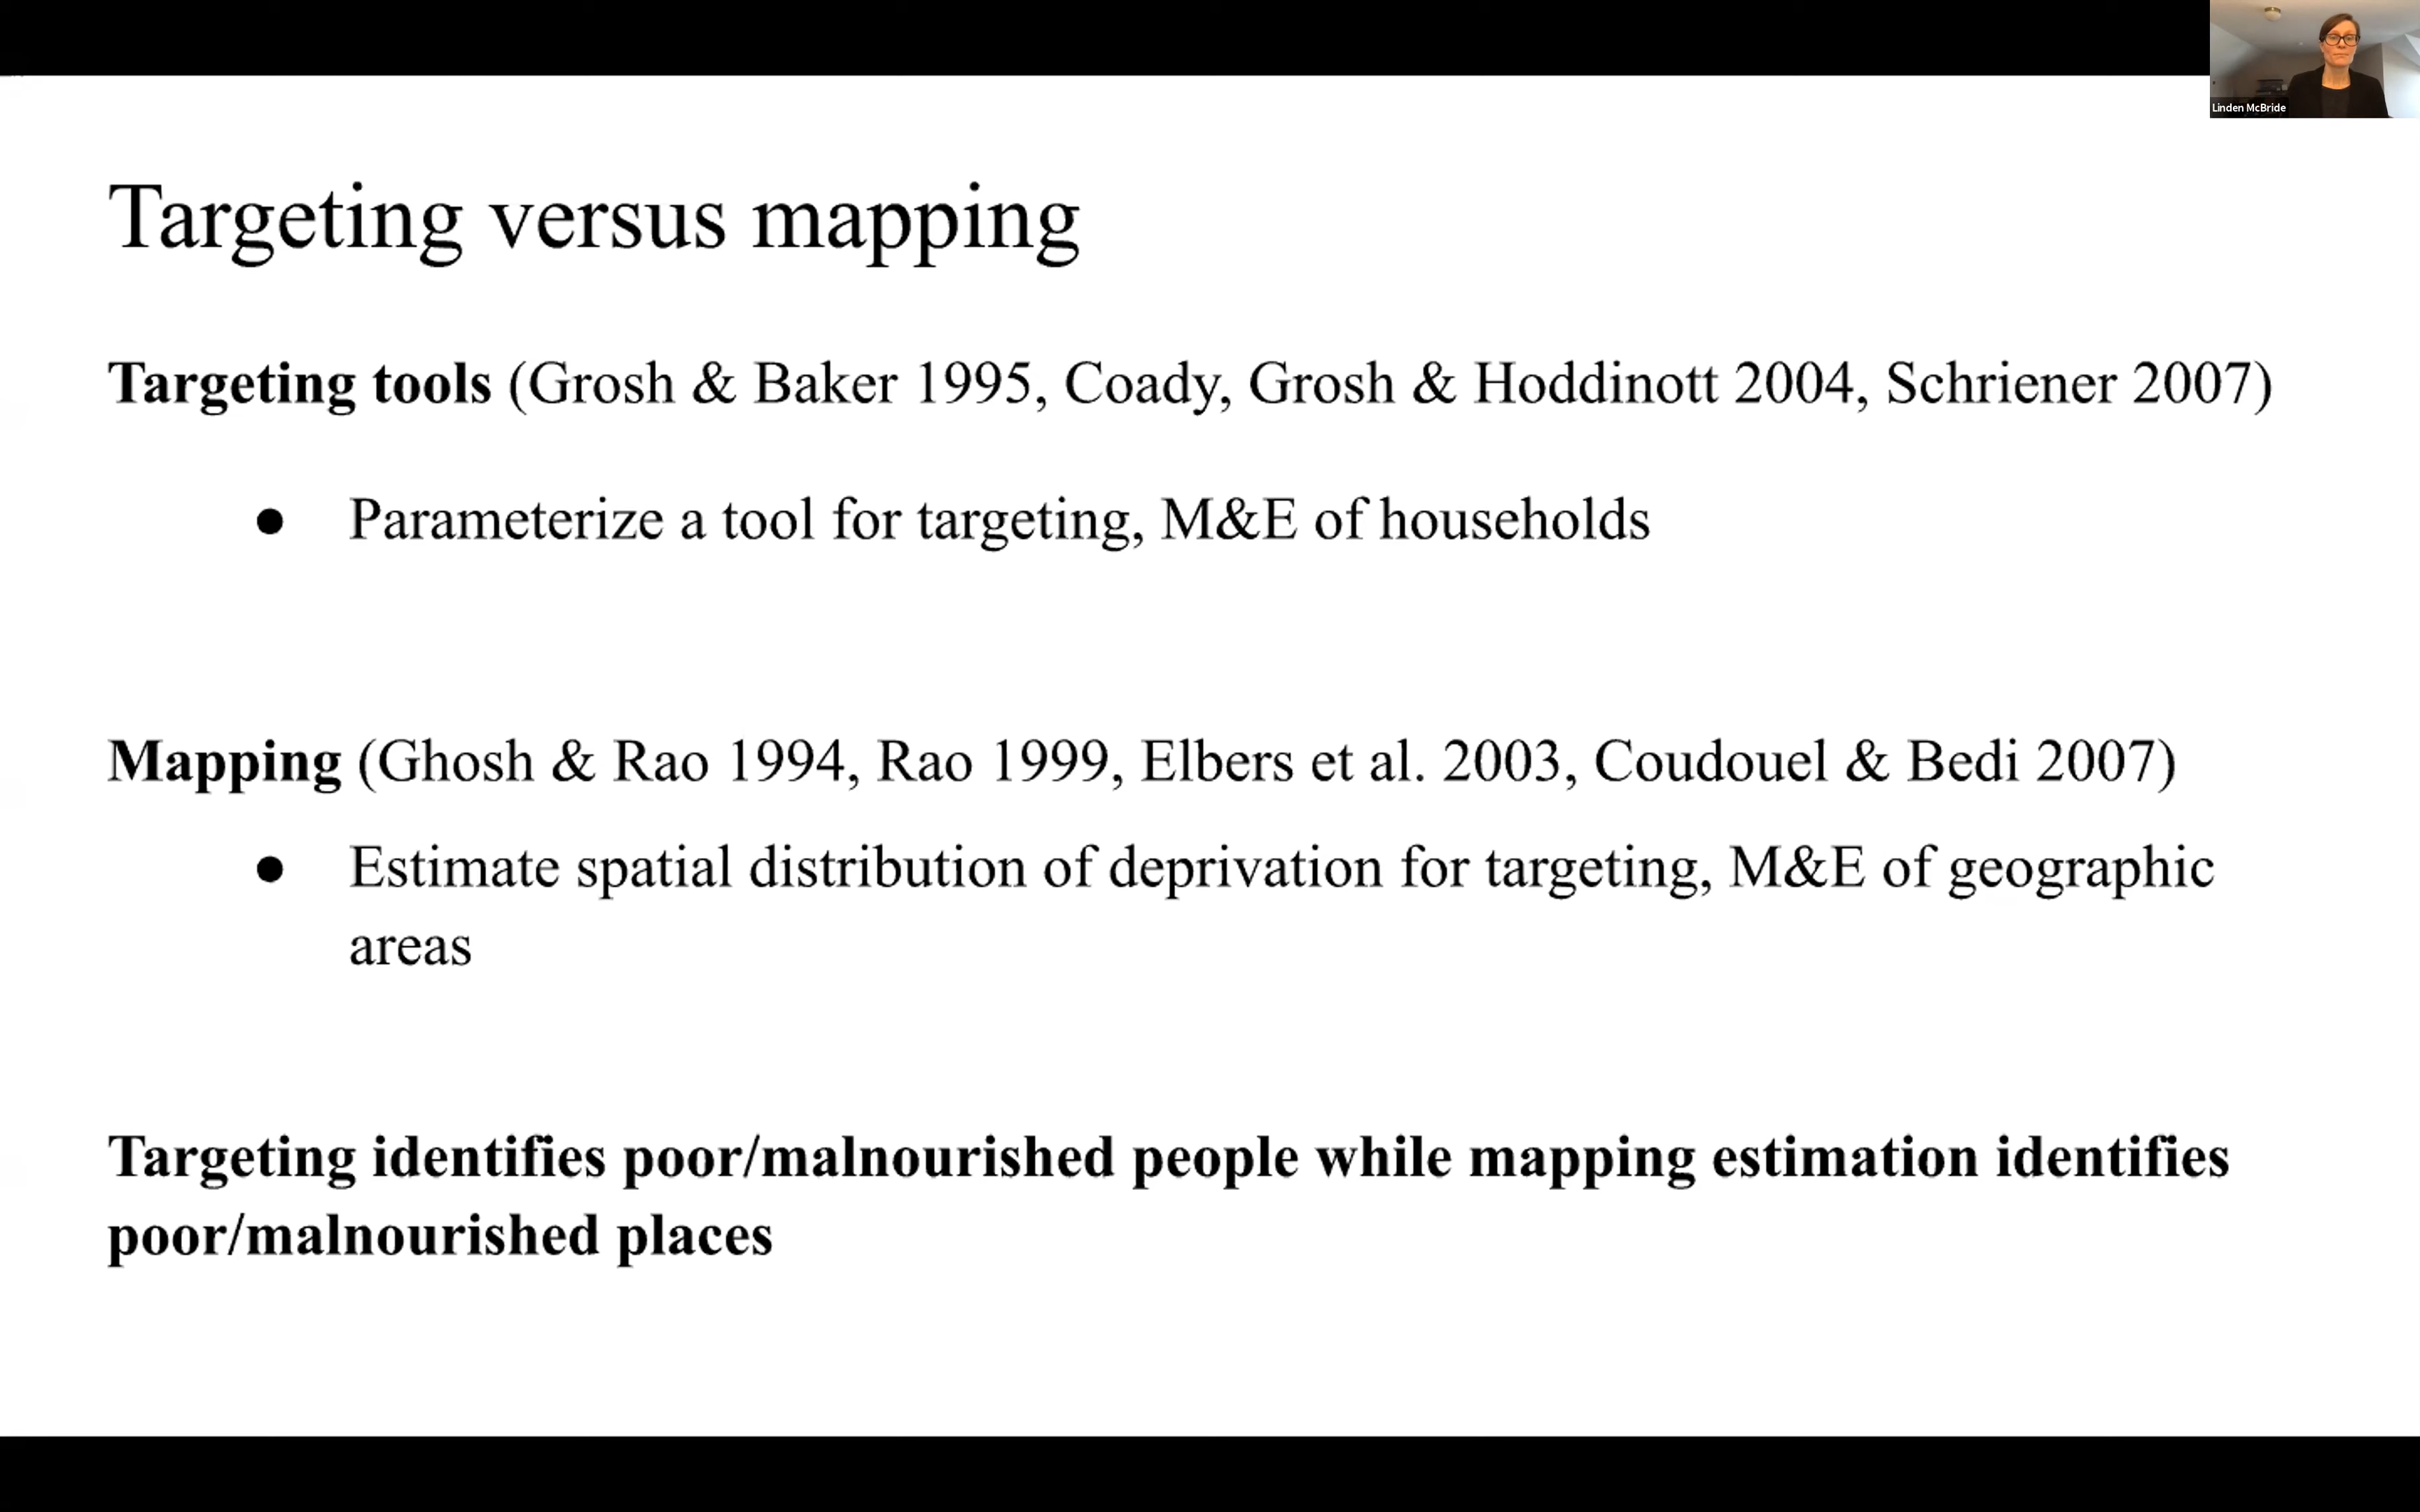 Linden McBride
Targeting versus mapping
Targeting tools (Grosh & Baker 1995, Coady, Grosh & Hoddinott 2004, Schriener 2007)
● Parameterize a tool for targeting, M&E of households
Mapping (Ghosh & Rao 1994, Rao 1999, Elbers et al. 2003, Coudouel & Bedi 2007)
● Estimate spatial distribution of deprivation for targeting, M&E of geographic
areas
Targeting identifies poor/malnourished people while mapping estimation identifies
poor/malnourished places